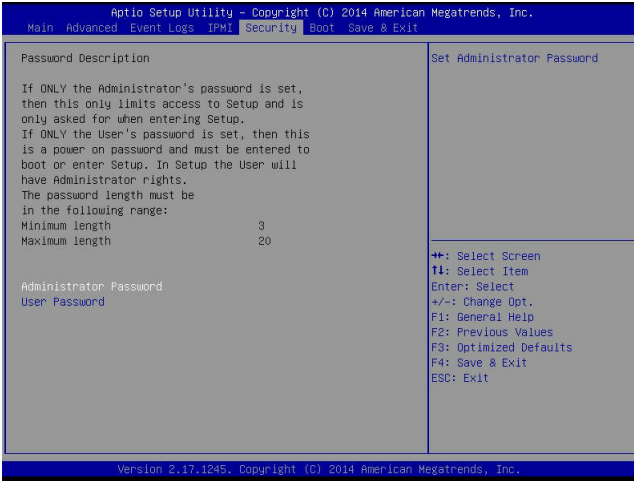 Aptio Setup Utility – Copyright (C) 2014 American Megatrends, Inc.
Main Advanced Event Logs IPMI Security Boot Save & Exit
Password Description
If ONLY the Administrator's password is set,
then this only limits access to Setup and is
only asked for when entering Setup.
If ONLY the User's password is set, then this
is a power on password and must be entered to
boot or enter Setup. In Setup the User will
have Administrator rights.
The password length must be
in the following range:
Minimum length 3
Maximum length 20
Administrator Password
User Password
Set Administrator Password
→←: Select Screen
↑↓: Select Item
Enter: Select
+/-: Change Opt.
F1: General Help
F2: Previous Values
F3: Optimized Defaults
F4: Save & Exit
ESC: Exit
Version 2.17.1245. Copyright (C) 2014 American Megatrends, Inc.